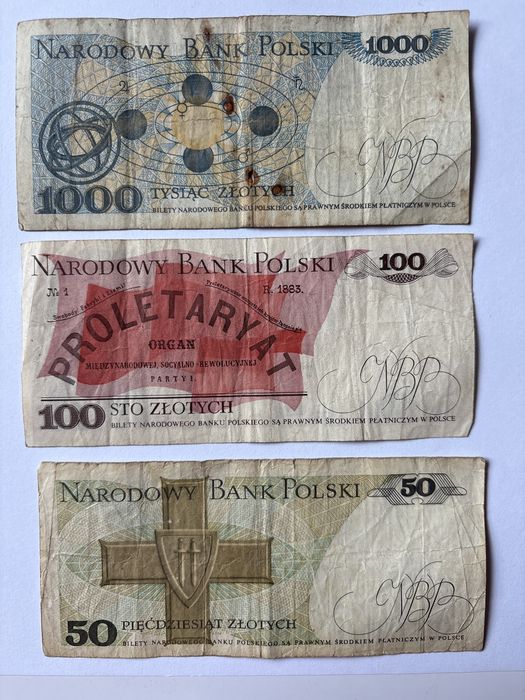 NARODOWY BANK POLSKI 1000
1000 TYSIĄC ZŁOTYCH
BILETY NARODOWEGO BANKU POLSKIEGO SĄ PRAWNYM ŚRODKIEM PŁATNICZYM W POLSCE
NBP
NARODOWY BANK POLSKI 100
№ 1 R. 1883.
Swobody, Fabryki i Ziemi!
PROLETARYAT
ORGAN
MIĘDZYNARODOWEJ, SOCYALNO-REWOLUCYJNEJ
PARTYI.
100 STO ZŁOTYCH
BILETY NARODOWEGO BANKU POLSKIEGO SĄ PRAWNYM ŚRODKIEM PŁATNICZYM W POLSCE
NBP
NARODOWY BANK POLSKI 50
50 PIĘĆDZIESIĄT ZŁOTYCH
BILETY NARODOWEGO BANKU POLSKIEGO SĄ PRAWNYM ŚRODKIEM PŁATNICZYM W POLSCE
NBP